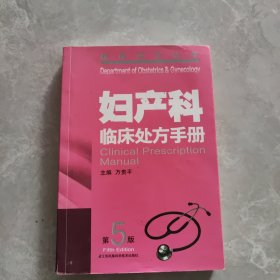 Department of Obstetrics & Gynecology
妇产科
临床处方手册
Clinical Prescription
Manual
主编 万贵平
第5版
Fifth Edition